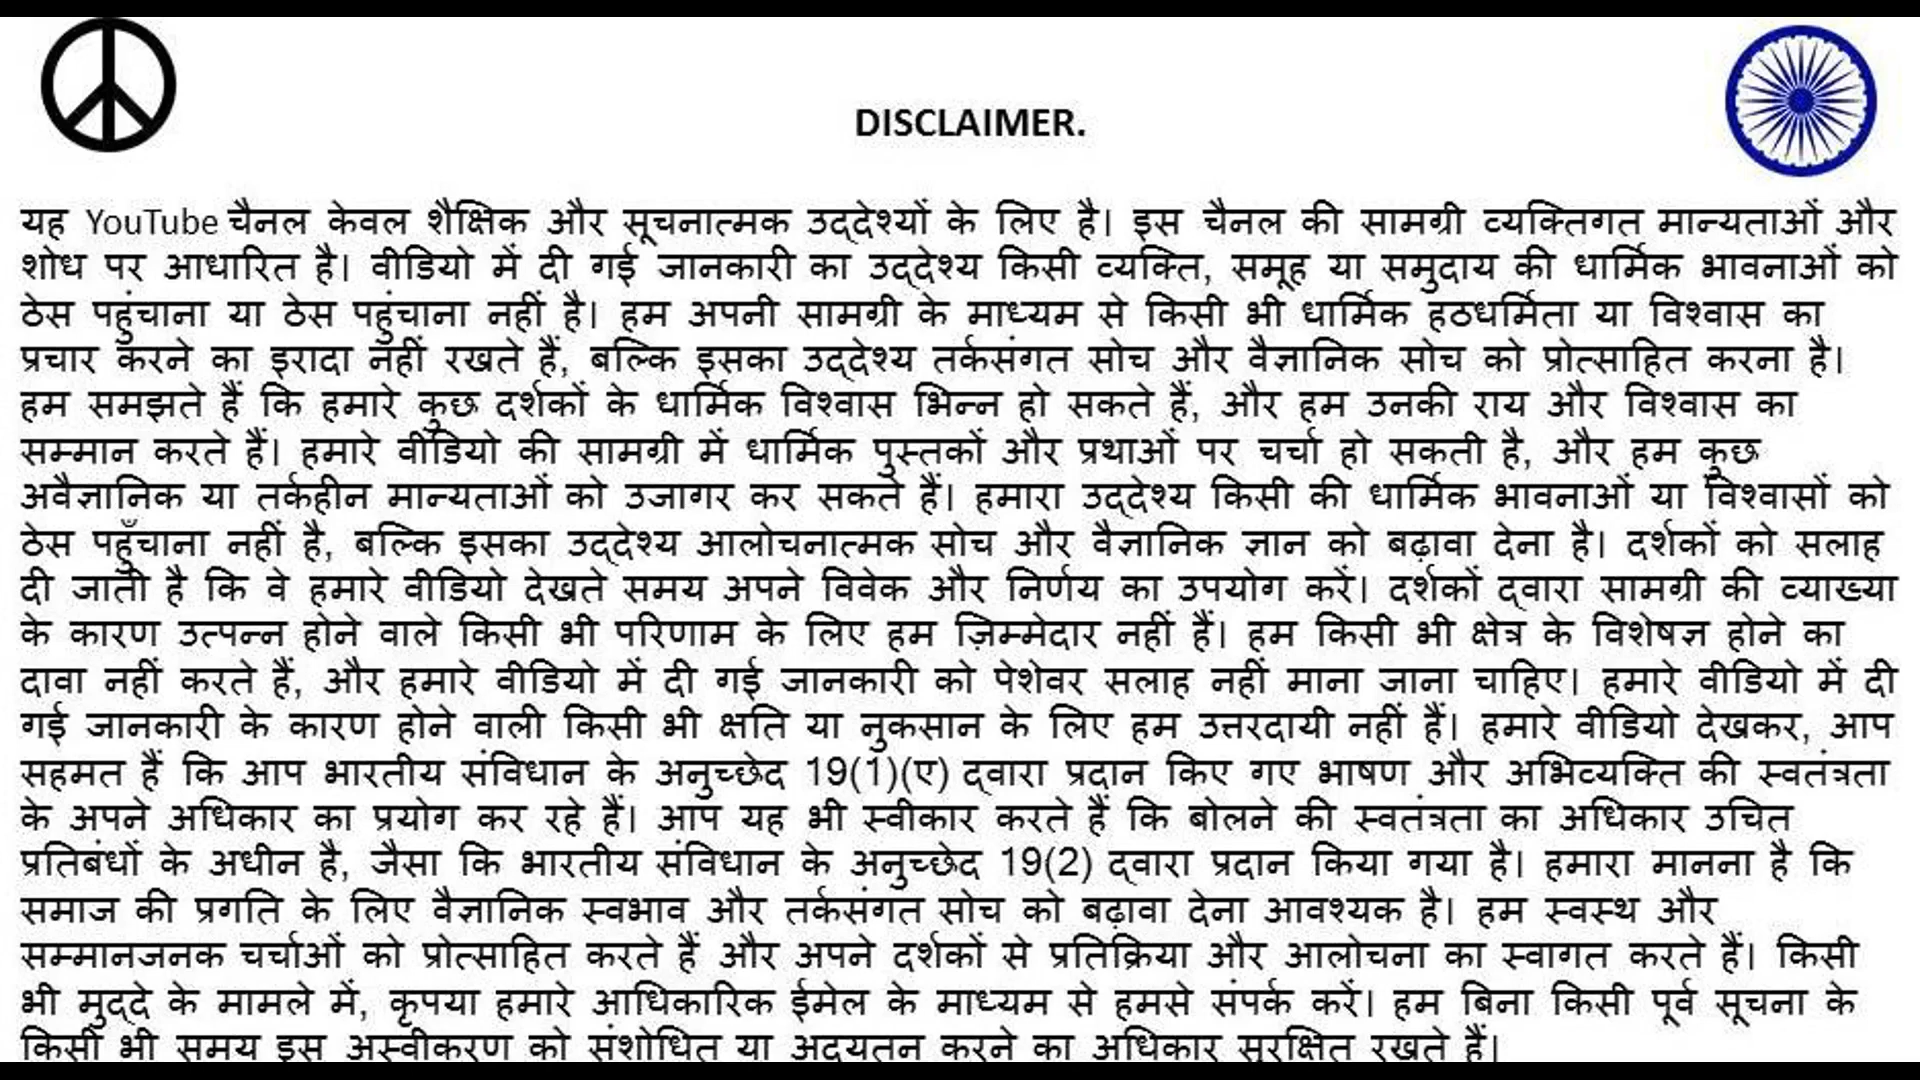 DISCLAIMER.
यह YouTube चैनल केवल शैक्षिक और सूचनात्मक उद्देश्यों के लिए है। इस चैनल की सामग्री व्यक्तिगत मान्यताओं और
शोध पर आधारित है। वीडियो में दी गई जानकारी का उद्देश्य किसी व्यक्ति, समूह या समुदाय की धार्मिक भावनाओं को
ठेस पहुंचाना या ठेस पहुंचाना नहीं है। हम अपनी सामग्री के माध्यम से किसी भी धार्मिक हठधर्मिता या विश्वास का
प्रचार करने का इरादा नहीं रखते हैं, बल्कि इसका उद्देश्य तर्कसंगत सोच और वैज्ञानिक सोच को प्रोत्साहित करना है।
हम समझते हैं कि हमारे कुछ दर्शकों के धार्मिक विश्वास भिन्न हो सकते हैं, और हम उनकी राय और विश्वास का
सम्मान करते हैं। हमारे वीडियो की सामग्री में धार्मिक पुस्तकों और प्रथाओं पर चर्चा हो सकती है, और हम कुछ
अवैज्ञानिक या तर्कहीन मान्यताओं को उजागर कर सकते हैं। हमारा उद्देश्य किसी की धार्मिक भावनाओं या विश्वासों को
ठेस पहुँचाना नहीं है, बल्कि इसका उद्देश्य आलोचनात्मक सोच और वैज्ञानिक ज्ञान को बढ़ावा देना है। दर्शकों को सलाह
दी जाती है कि वे हमारे वीडियो देखते समय अपने विवेक और निर्णय का उपयोग करें। दर्शकों द्वारा सामग्री की व्याख्या
के कारण उत्पन्न होने वाले किसी भी परिणाम के लिए हम ज़िम्मेदार नहीं हैं। हम किसी भी क्षेत्र के विशेषज्ञ होने का
दावा नहीं करते हैं, और हमारे वीडियो में दी गई जानकारी को पेशेवर सलाह नहीं माना जाना चाहिए। हमारे वीडियो में दी
गई जानकारी के कारण होने वाली किसी भी क्षति या नुकसान के लिए हम उत्तरदायी नहीं हैं। हमारे वीडियो देखकर, आप
सहमत हैं कि आप भारतीय संविधान के अनुच्छेद 19(1)(ए) द्वारा प्रदान किए गए भाषण और अभिव्यक्ति की स्वतंत्रता
के अपने अधिकार का प्रयोग कर रहे हैं। आप यह भी स्वीकार करते हैं कि बोलने की स्वतंत्रता का अधिकार उचित
प्रतिबंधों के अधीन है, जैसा कि भारतीय संविधान के अनुच्छेद 19(2) द्वारा प्रदान किया गया है। हमारा मानना है कि
समाज की प्रगति के लिए वैज्ञानिक स्वभाव और तर्कसंगत सोच को बढ़ावा देना आवश्यक है। हम स्वस्थ और
सम्मानजनक चर्चाओं को प्रोत्साहित करते हैं और अपने दर्शकों से प्रतिक्रिया और आलोचना का स्वागत करते हैं। किसी
भी मुद्दे के मामले में, कृपया हमारे आधिकारिक ईमेल के माध्यम से हमसे संपर्क करें। हम बिना किसी पूर्व सूचना के
किसी भी समय इस अस्वीकरण को संशोधित या अद्यतन करने का अधिकार सुरक्षित रखते हैं।